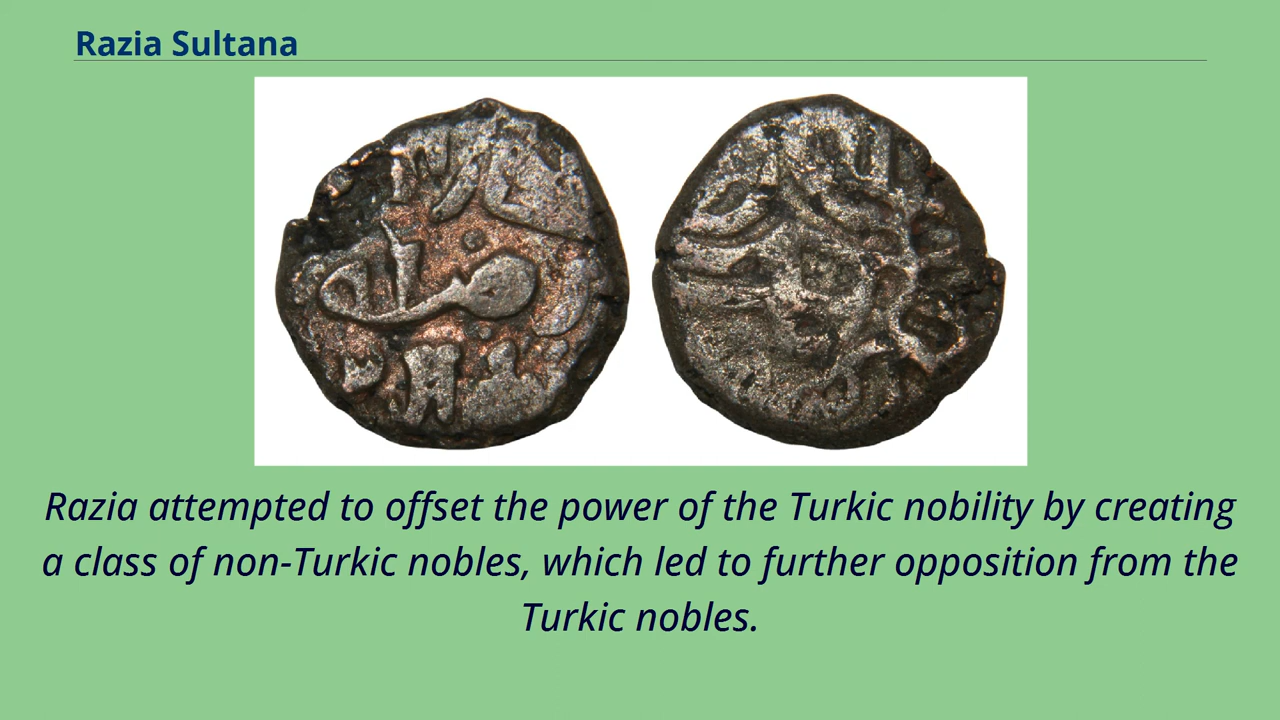 Razia Sultana
Razia attempted to offset the power of the Turkic nobility by creating
a class of non-Turkic nobles, which led to further opposition from the
Turkic nobles.